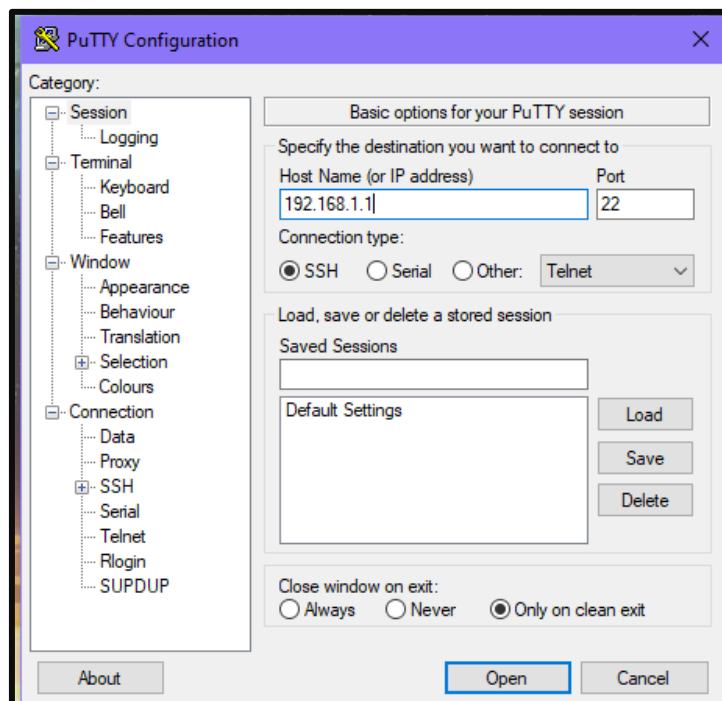 PuTTY Configuration
Category:
Session
Logging
Terminal
Keyboard
Bell
Features
Window
Appearance
Behaviour
Translation
Selection
Colours
Connection
Data
Proxy
SSH
Serial
Telnet
Rlogin
SUPDUP
Basic options for your PuTTY session
Specify the destination you want to connect to
Host Name (or IP address) Port
192.168.1.1 22
Connection type:
SSH Serial Other: Telnet
Load, save or delete a stored session
Saved Sessions
Default Settings
Load
Save
Delete
Close window on exit:
Always Never Only on clean exit
About Open Cancel